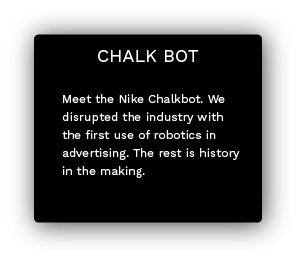 CHALK BOT
Meet the Nike Chalkbot. We
disrupted the industry with
the first use of robotics in
advertising. The rest is history
in the making.